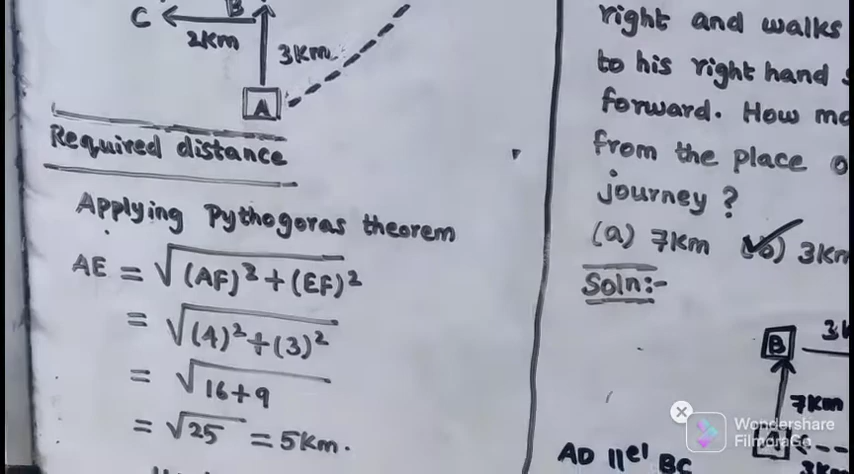 C B
2Km 3Km
A
Required distance
Applying Pythogoras theorem
AE = √(AF)² + (EF)²
= √(4)² + (3)²
= √16+9
= √25 = 5Km.
right and walks
to his right hand
forward. How
from the place
journey?
(a) 7Km (b) 3Km
Soln:-
B
7Km
AD llel BC
Wondershare
FilmoraGo